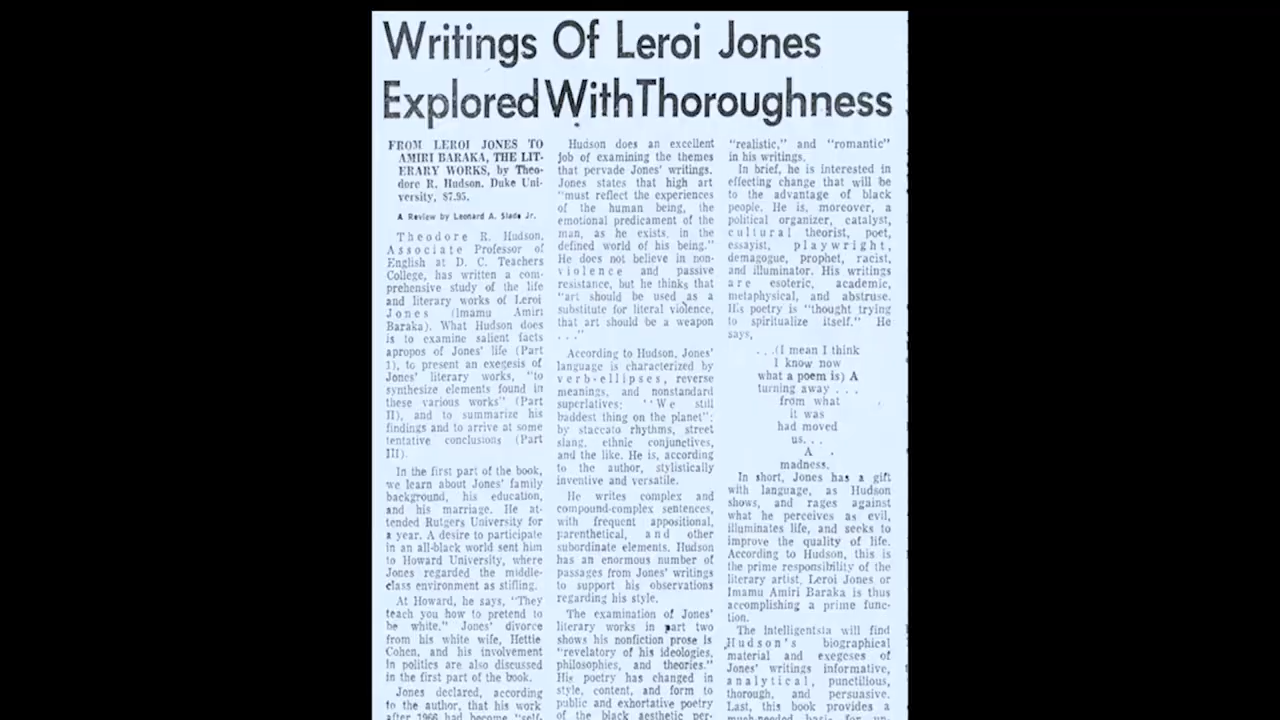 Writings Of Leroi Jones
Explored With Thoroughness
FROM LEROI JONES TO
AMIRI BARAKA, THE LIT-
ERARY WORKS, by Theo-
dore R. Hudson. Duke Uni-
versity, $7.95.
A Review by Leonard A. Slade Jr.
Theodore R. Hudson,
Associate Professor of
English at D. C. Teachers
College, has written a com-
prehensive study of the life
and literary works of Leroi
Jones (Imamu Amiri
Baraka). What Hudson does
is to examine salient facts
apropos of Jones' life (Part
I), to present an exegesis of
Jones' literary works, "to
synthesize elements found in
these various works" (Part
II), and to summarize his
findings and to arrive at some
tentative conclusions (Part
III).
In the first part of the book,
we learn about Jones' family
background, his education,
and his marriage. He at-
tended Rutgers University for
a year. A desire to participate
in an all-black world sent him
to Howard University, where
Jones regarded the middle-
class environment as stifling.
At Howard, he says, "They
teach you how to pretend to
be white." Jones' divorce
from his white wife, Hettie
Cohen, and his involvement
in politics are also discussed
in the first part of the book.
Jones declared, according
to the author, that his work
after 1966 had become "self-
Hudson does an excellent
job of examining the themes
that pervade Jones' writings.
Jones states that high art
"must reflect the experiences
of the human being, the
emotional predicament of the
man, as he exists, in the
defined world of his being."
He does not believe in non-
violence and passive
resistance, but he thinks that
"art should be used as a
substitute for literal violence,
that art should be a weapon
. . ."
According to Hudson, Jones'
language is characterized by
verb-ellipses, reverse
meanings, and nonstandard
superlatives; "We still
baddest thing on the planet";
by staccato rhythms, street
slang, ethnic conjunctives,
and the like. He is, according
to the author, stylistically
inventive and versatile.
He writes complex and
compound-complex sentences,
with frequent appositional,
parenthetical, and other
subordinate elements. Hudson
has an enormous number of
passages from Jones' writings
to support his observations
regarding his style.
The examination of Jones'
literary works in part two
shows his nonfiction prose is
"revelatory of his ideologies,
philosophies, and theories."
His poetry has changed in
style, content, and form to
public and exhortative poetry
of the black aesthetic per-
"realistic," and "romantic"
in his writings.
In brief, he is interested in
effecting change that will be
to the advantage of black
people. He is, moreover, a
political organizer, catalyst,
cultural theorist, poet,
essayist, playwright,
demagogue, prophet, racist,
and illuminator. His writings
are esoteric, academic,
metaphysical, and abstruse.
His poetry is "thought trying
to spiritualize itself." He
says,
. . .(I mean I think
I know now
what a poem is) A
turning away . . .
from what
it was
had moved
us. . .
A
madness.
In short, Jones has a gift
with language, as Hudson
shows, and rages against
what he perceives as evil,
illuminates life, and seeks to
improve the quality of life.
According to Hudson, this is
the prime responsibility of the
literary artist, Leroi Jones or
Imamu Amiri Baraka is thus
accomplishing a prime func-
tion.
The intelligentsia will find
Hudson's biographical
material and exegeses of
Jones' writings informative,
analytical, punctilious,
thorough, and persuasive.
Last, this book provides a
much-needed basis for un-